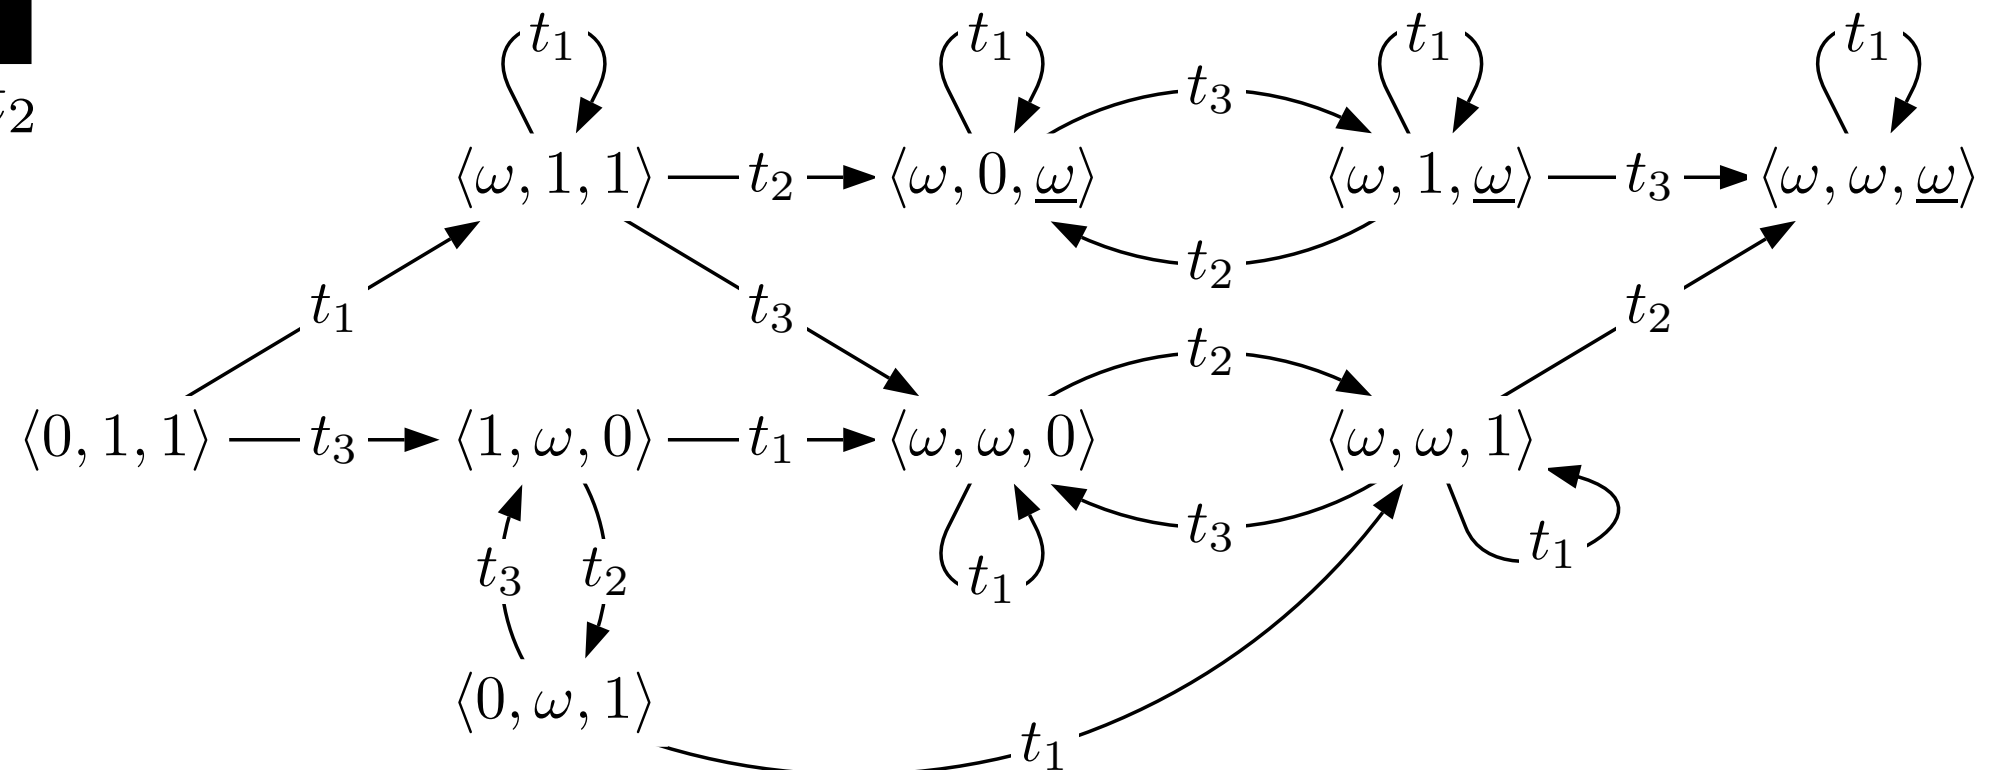 t₁ t₁ t₁ t₁
t₃
t₂
⟨ω, 1, 1⟩ t₂ ⟨ω, 0, ω̲⟩ ⟨ω, 1, ω̲⟩ t₃ ⟨ω, ω, ω̲⟩
t₂
t₁ t₃ t₂
t₂
⟨0, 1, 1⟩ t₃ ⟨1, ω, 0⟩ t₁ ⟨ω, ω, 0⟩ ⟨ω, ω, 1⟩
t₃ t₁
t₃ t₂ t₁
⟨0, ω, 1⟩
t₁